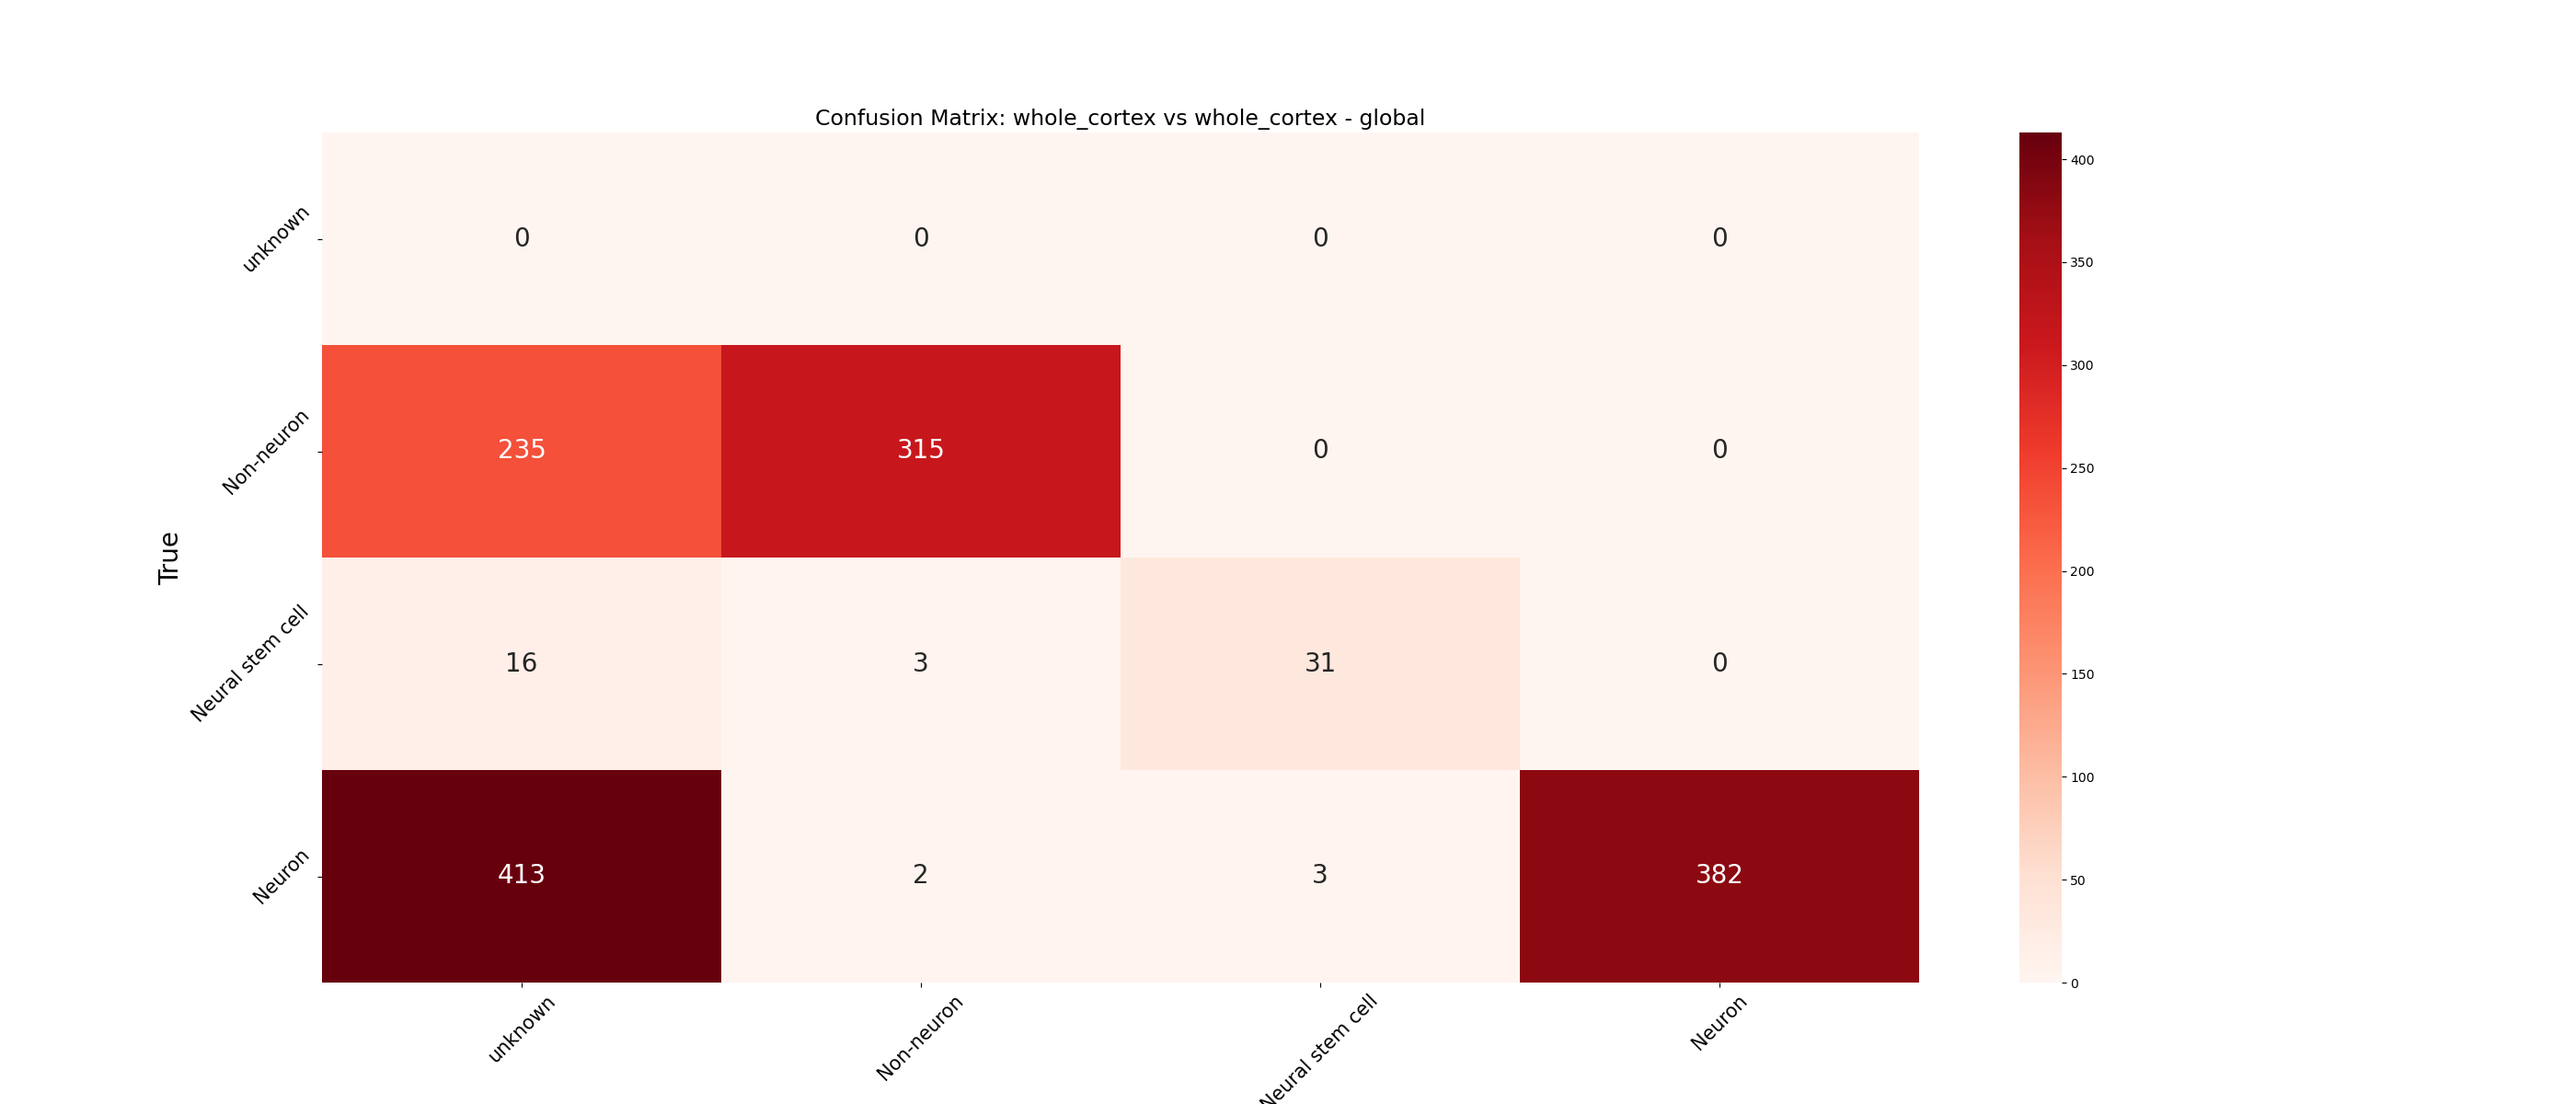 Confusion Matrix: whole_cortex vs whole_cortex - global
True
unknown
0 0 0 0
Non-neuron
235 315 0 0
Neural stem cell
16 3 31 0
Neuron
413 2 3 382
unknown
Non-neuron
Neural stem cell
Neuron
400
350
300
250
200
150
100
50
0